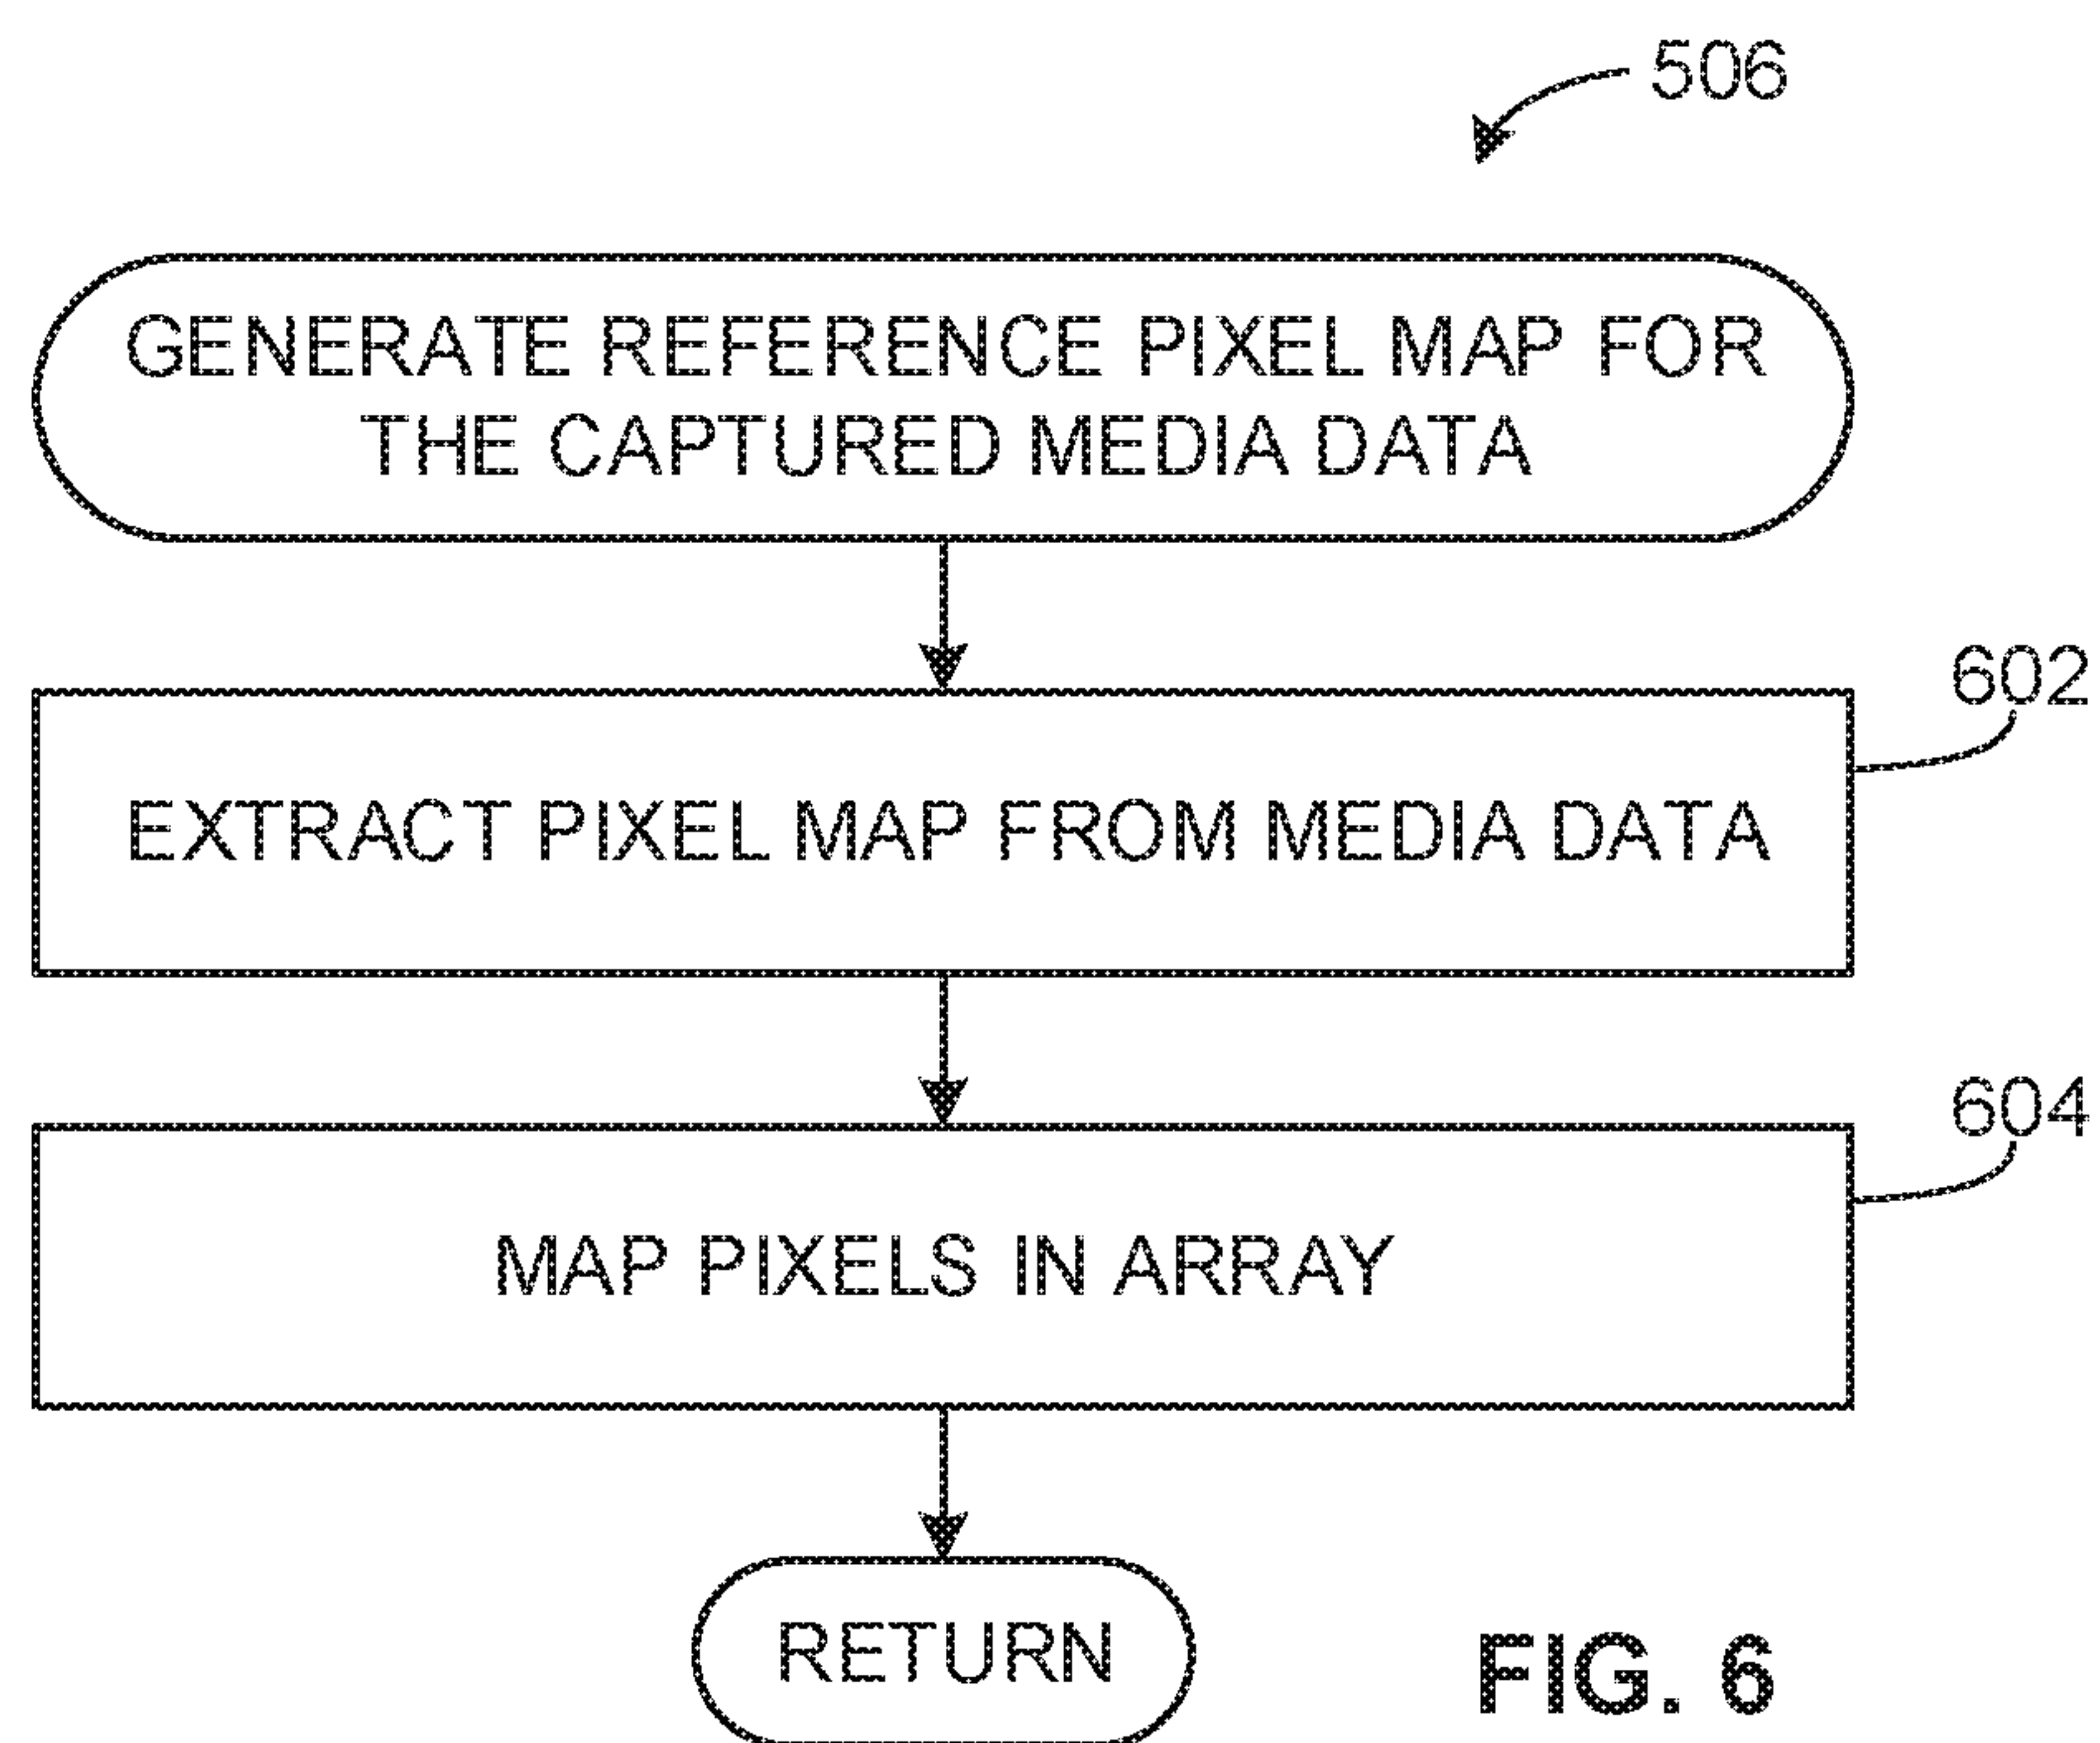 506
GENERATE REFERENCE PIXEL MAP FOR
THE CAPTURED MEDIA DATA
602
EXTRACT PIXEL MAP FROM MEDIA DATA
604
MAP PIXELS IN ARRAY
RETURN
FIG. 6